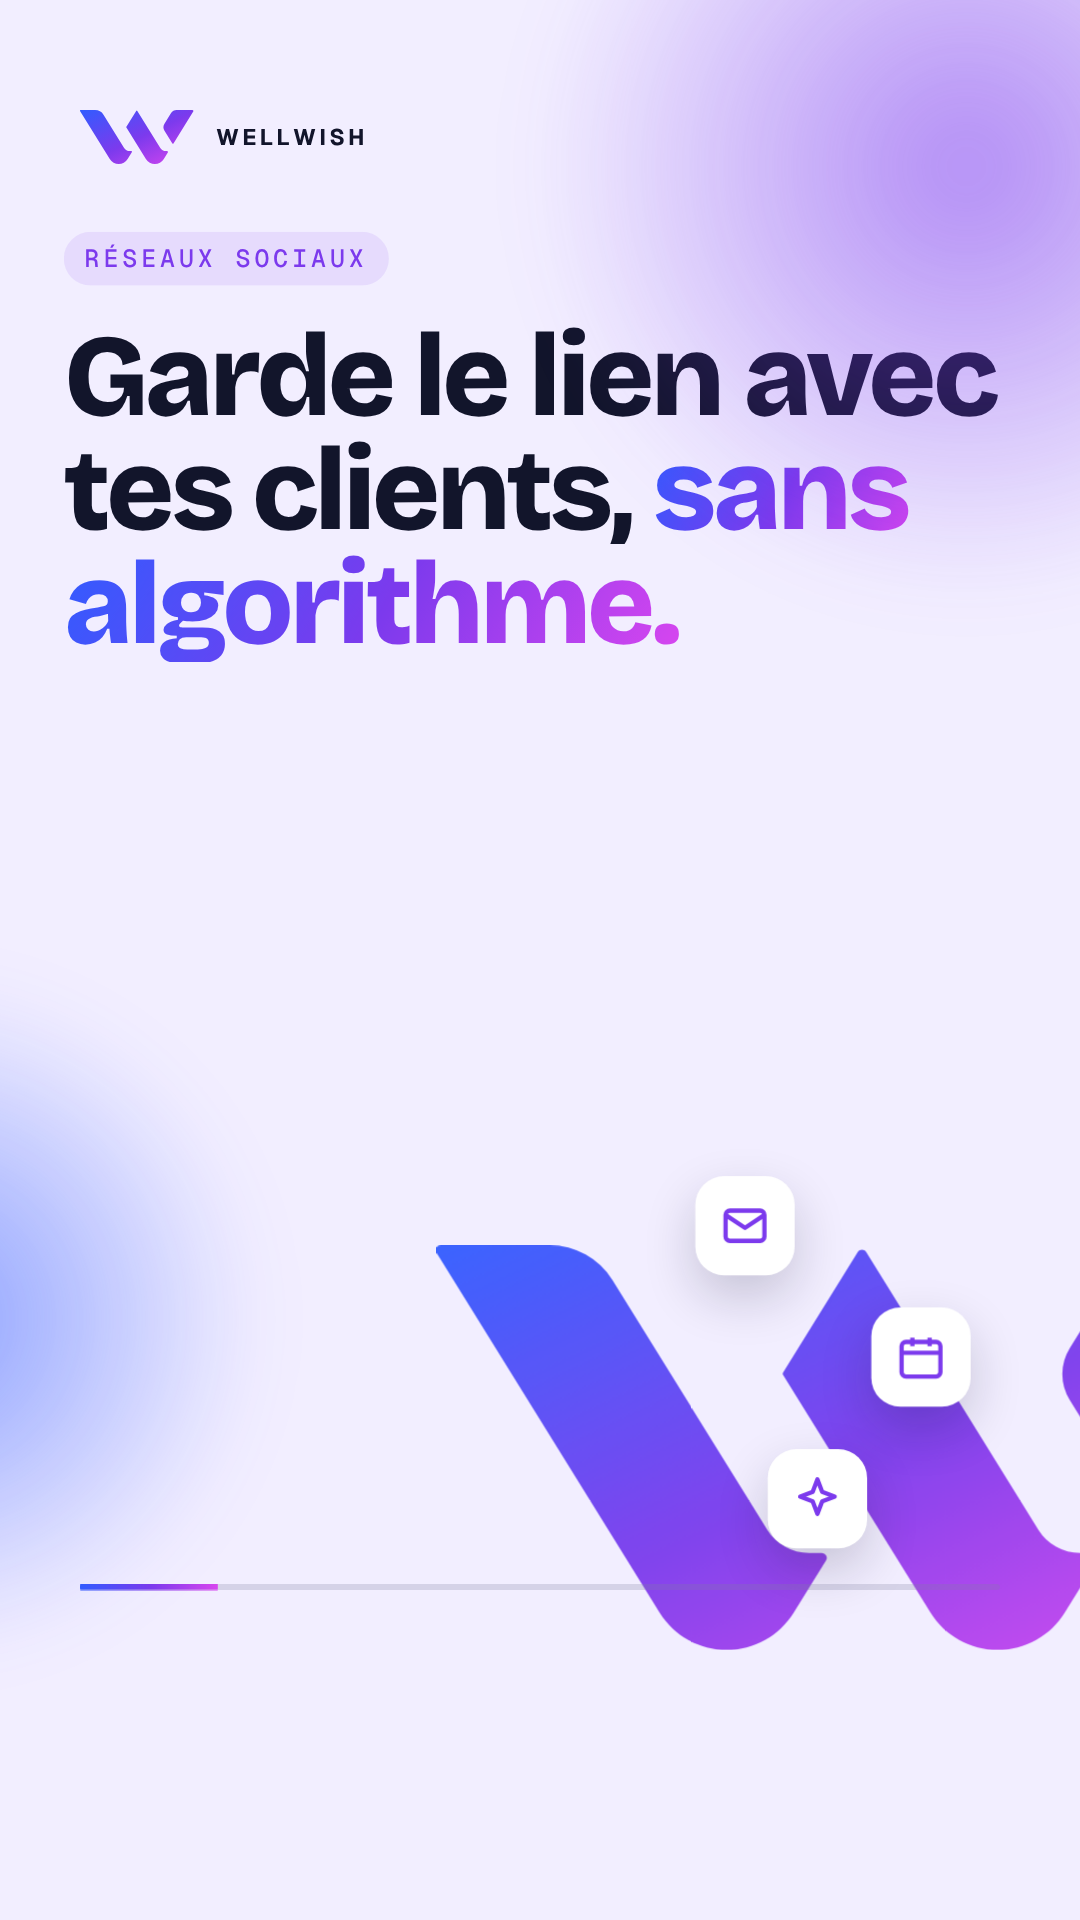 WELLWISH
RÉSEAUX SOCIAUX
Garde le lien avec
tes clients, sans
algorithme.